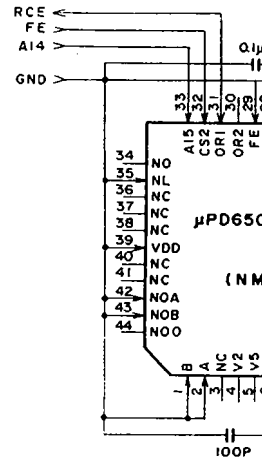 RCE
FE
A14
GND
0.1μ
33 32 31 30 29
A15 CS2 OR1 OR2 FE
34 NO
35 NL
36 NC
37 NC
38 NC
39 VDD
40 NC
41 NC
42 NOA
43 NOB
44 NOO
μPD650
(NM
B A NC V2 V5
1 2 3 4 5
100P